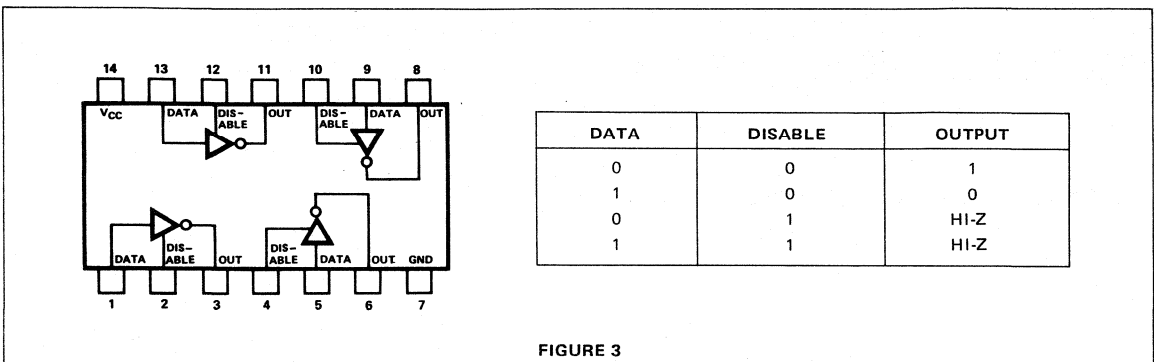 14 13 12 11 10 9 8
VCC DATA DIS-ABLE OUT DIS-ABLE DATA OUT
DATA DIS-ABLE OUT DIS-ABLE DATA OUT. GND
1 2 3 4 5 6 7
DATA DISABLE OUTPUT
0 0 1
1 0 0
0 1 HI-Z
1 1 HI-Z
FIGURE 3